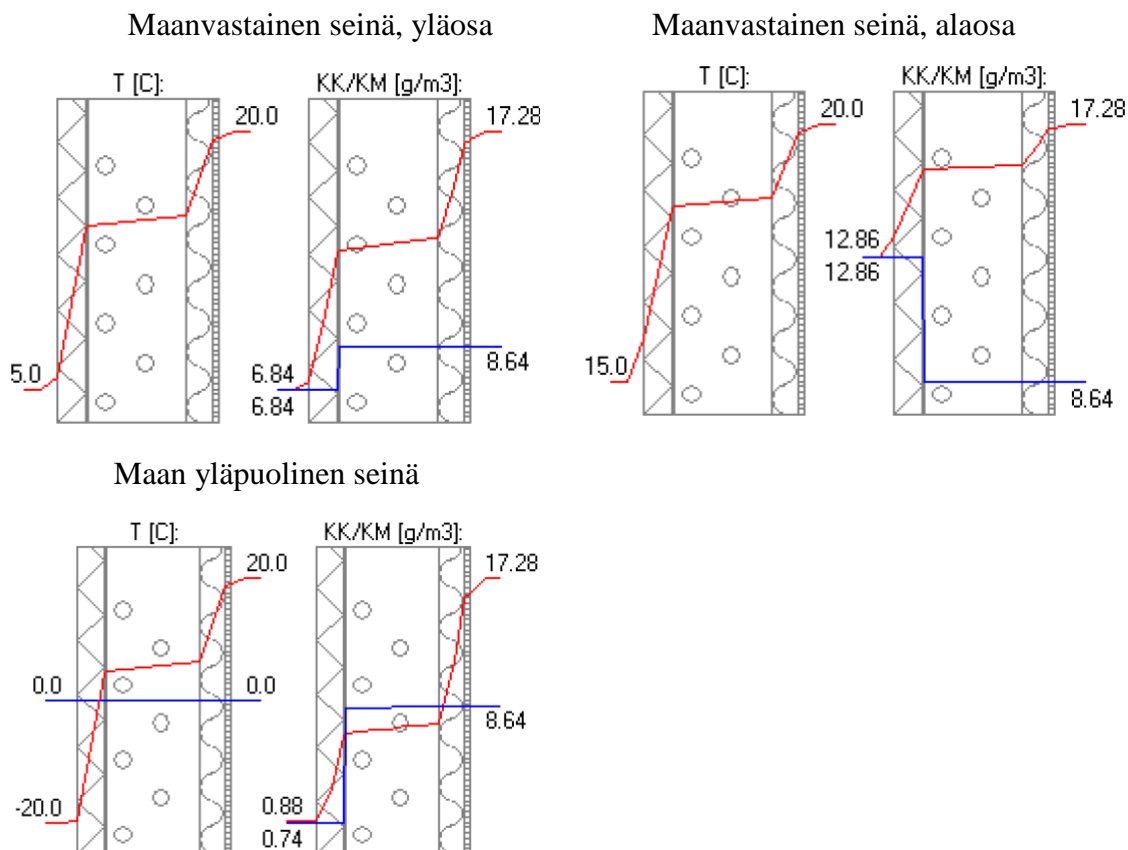 Maanvastainen seinä, yläosa
Maanvastainen seinä, alaosa
T [C]:
KK/KM [g/m3]:
T [C]:
KK/KM [g/m3]:
20.0
17.28
20.0
17.28
5.0
6.84
6.84
8.64
15.0
12.86
12.86
8.64
Maan yläpuolinen seinä
T [C]:
KK/KM [g/m3]:
20.0
17.28
0.0
0.0
8.64
-20.0
0.88
0.74